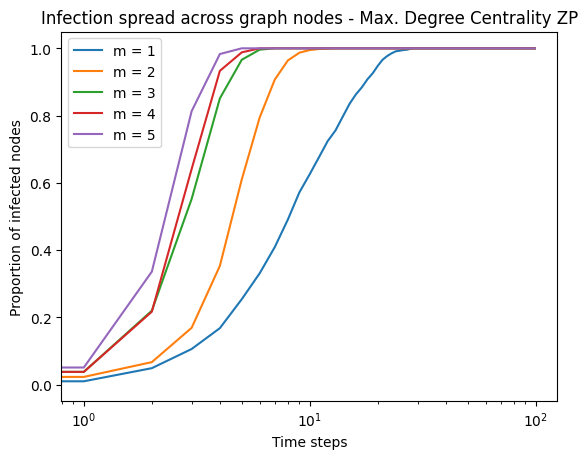 Infection spread across graph nodes - Max. Degree Centrality ZP
Proportion of infected nodes
1.0
0.8
0.6
0.4
0.2
0.0
m = 1
m = 2
m = 3
m = 4
m = 5
10⁰
10¹
10²
Time steps